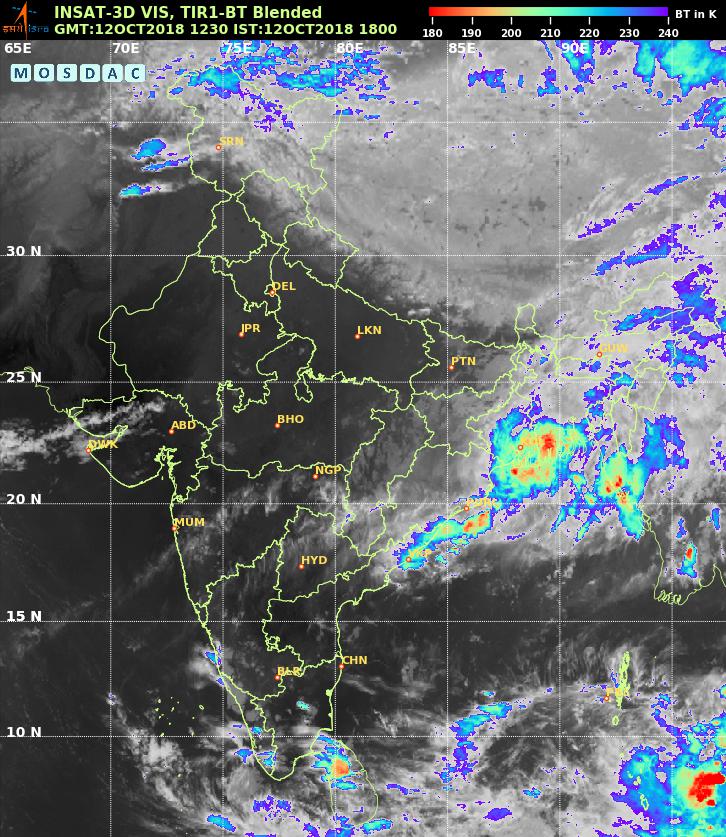 INSAT-3D VIS, TIR1-BT Blended
GMT:12OCT2018 1230 IST:12OCT2018 1800
BT in K
180 190 200 210 220 230 240
65E 70E 75E 80E 85E 90E
MOSDAC
SRN
30 N
DEL
JPR
LKN
GUW
PTN
25 N
ABD
BHO
DWK
NGP
20 N
MUM
HYD
15 N
CHN
BLR
10 N